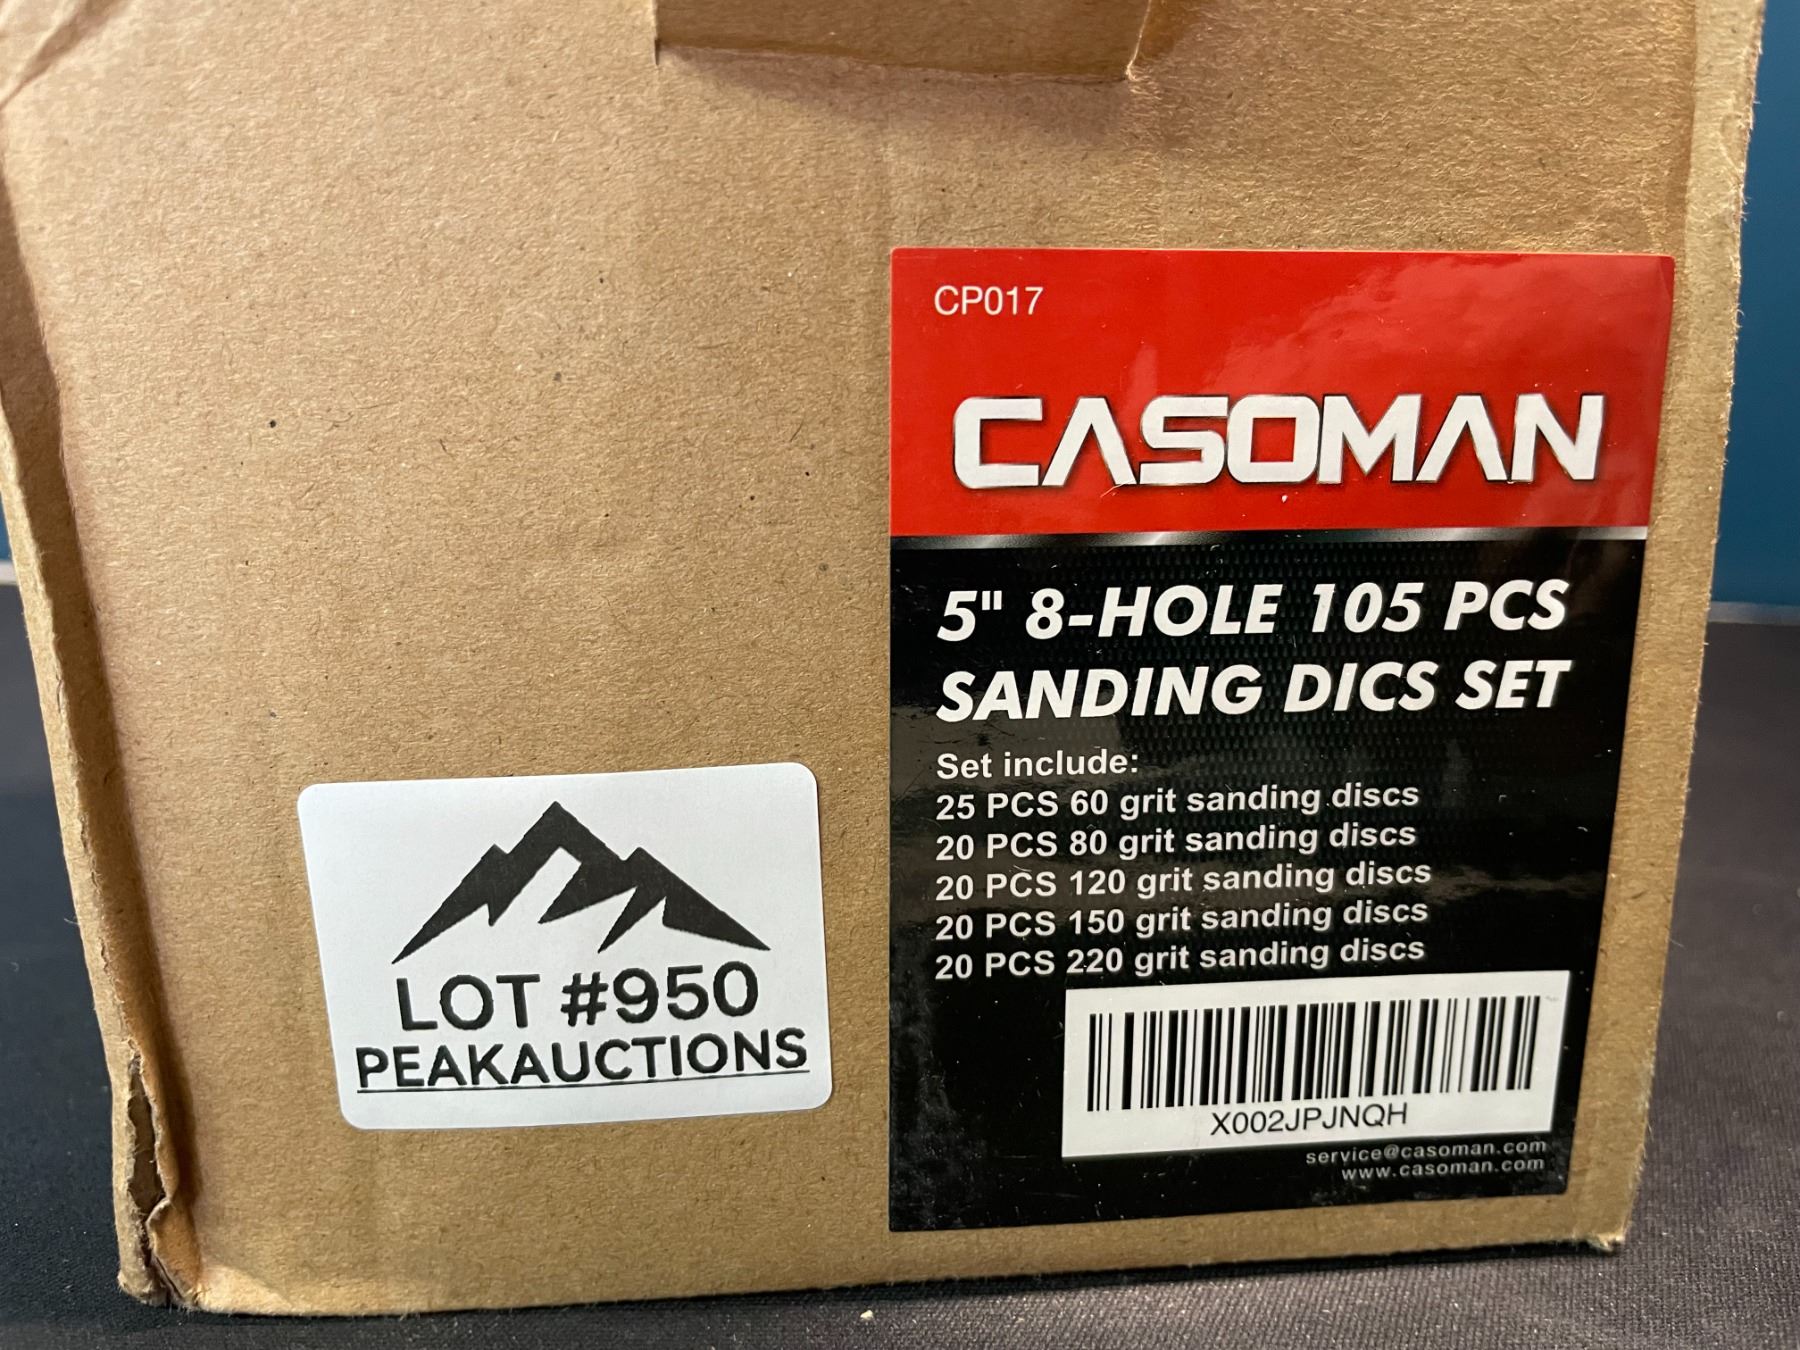 CP017
CASOMAN
5" 8-HOLE 105 PCS
SANDING DICS SET
Set include:
25 PCS 60 grit sanding discs
20 PCS 80 grit sanding discs
20 PCS 120 grit sanding discs
20 PCS 150 grit sanding discs
20 PCS 220 grit sanding discs
X002JPJNQH
service@casoman.com
www.casoman.com
LOT #950
PEAKAUCTIONS